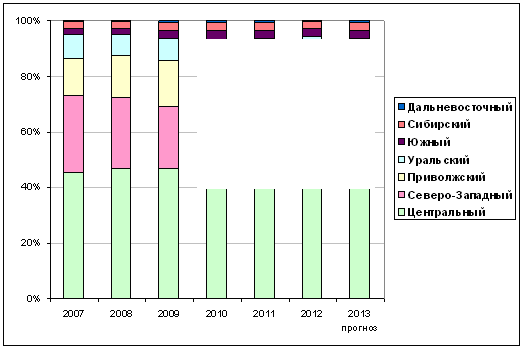 100%
80%
60%
40%
20%
0%
2007 2008 2009 2010 2011 2012 2013
прогноз
Дальневосточный
Сибирский
Южный
Уральский
Приволжский
Северо-Западный
Центральный